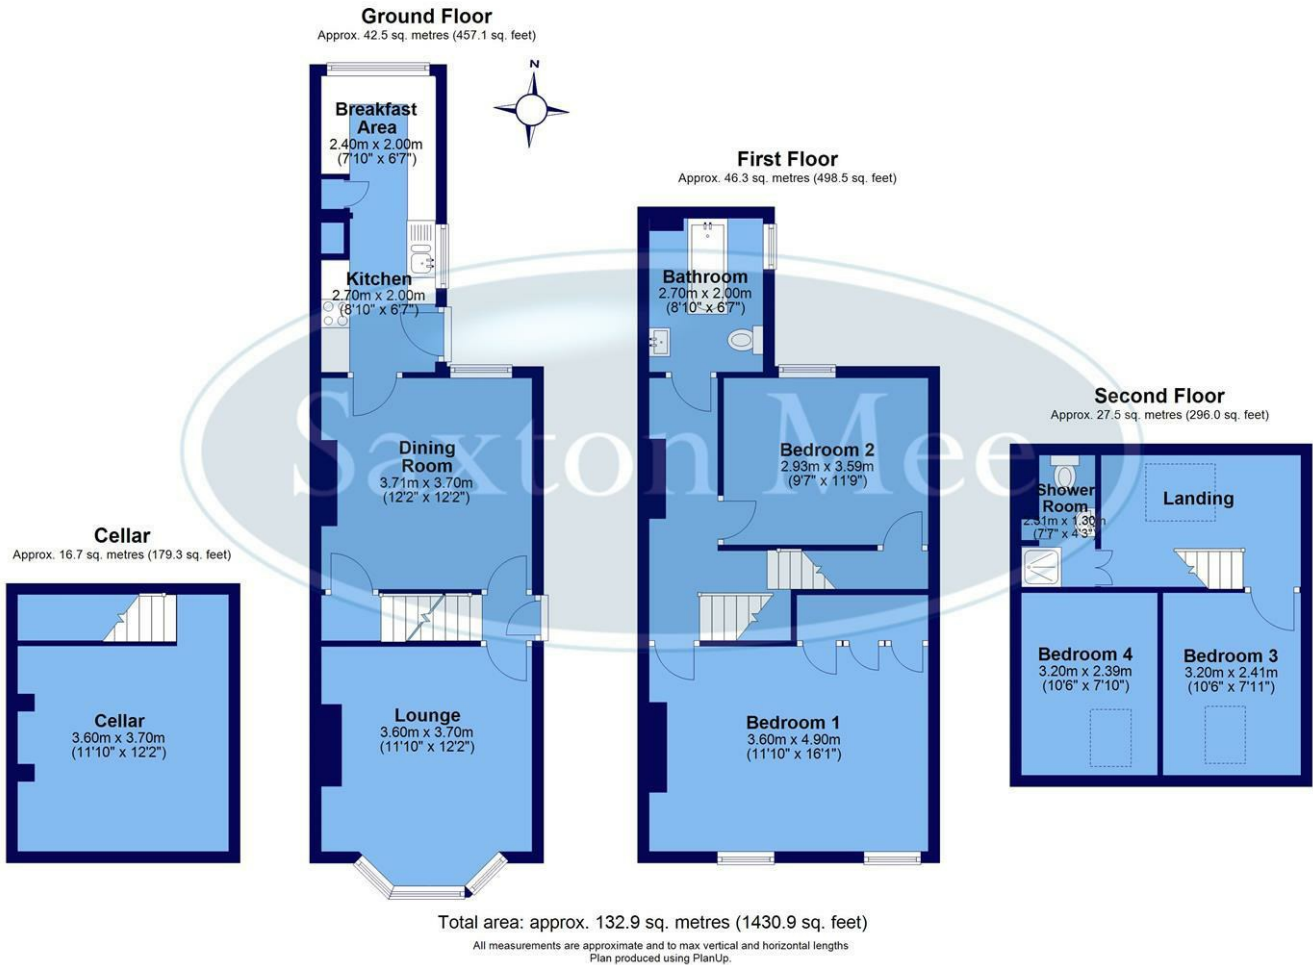 Ground Floor
Approx. 42.5 sq. metres (457.1 sq. feet)
N
Breakfast
Area
2.40m x 2.00m
(7'10" x 6'7")
Kitchen
2.70m x 2.00m
(8'10" x 6'7")
Dining
Room
3.71m x 3.70m
(12'2" x 12'2")
Lounge
3.60m x 3.70m
(11'10" x 12'2")
First Floor
Approx. 46.3 sq. metres (498.5 sq. feet)
Bathroom
2.70m x 2.00m
(8'10" x 6'7")
Bedroom 2
2.93m x 3.59m
(9'7" x 11'9")
Bedroom 1
3.60m x 4.90m
(11'10" x 16'1")
Second Floor
Approx. 27.5 sq. metres (296.0 sq. feet)
Shower
Room
2.31m x 1.30m
(7'7" x 4'3")
Landing
Bedroom 4
3.20m x 2.39m
(10'6" x 7'10")
Bedroom 3
3.20m x 2.41m
(10'6" x 7'11")
Cellar
Approx. 16.7 sq. metres (179.3 sq. feet)
Cellar
3.60m x 3.70m
(11'10" x 12'2")
Saxton Mee
Total area: approx. 132.9 sq. metres (1430.9 sq. feet)
All measurements are approximate and to max vertical and horizontal lengths
Plan produced using PlanUp.